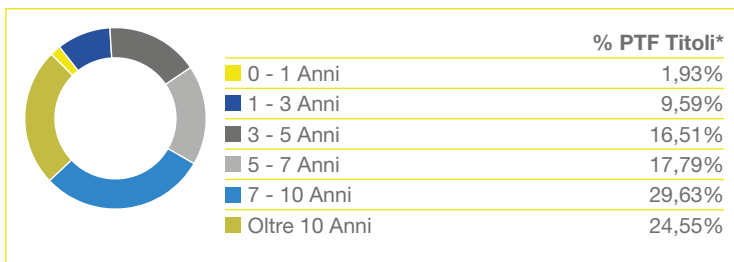 % PTF Titoli*
0 - 1 Anni 1,93%
1 - 3 Anni 9,59%
3 - 5 Anni 16,51%
5 - 7 Anni 17,79%
7 - 10 Anni 29,63%
Oltre 10 Anni 24,55%